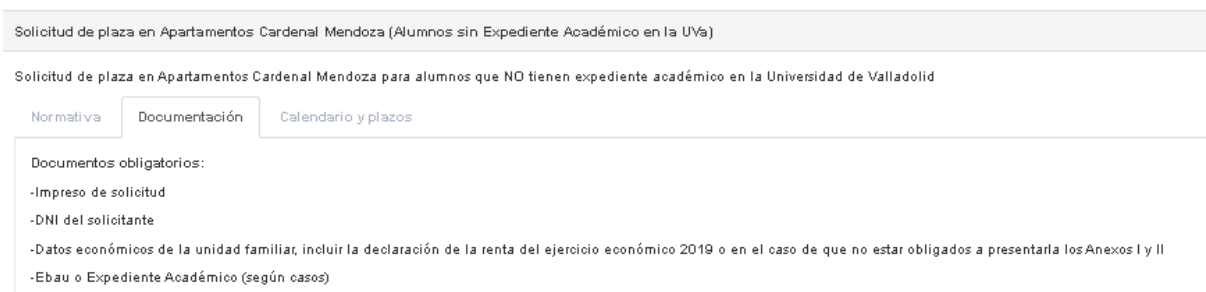 Solicitud de plaza en Apartamentos Cardenal Mendoza (Alumnos sin Expediente Académico en la UVa)
Solicitud de plaza en Apartamentos Cardenal Mendoza para alumnos que NO tienen expediente académico en la Universidad de Valladolid
Normativa Documentación Calendario y plazos
Documentos obligatorios:
-Impreso de solicitud
-DNI del solicitante
-Datos económicos de la unidad familiar, incluir la declaración de la renta del ejercicio económico 2019 o en el caso de que no estar obligados a presentarla los Anexos I y II
-Ebau o Expediente Académico (según casos)